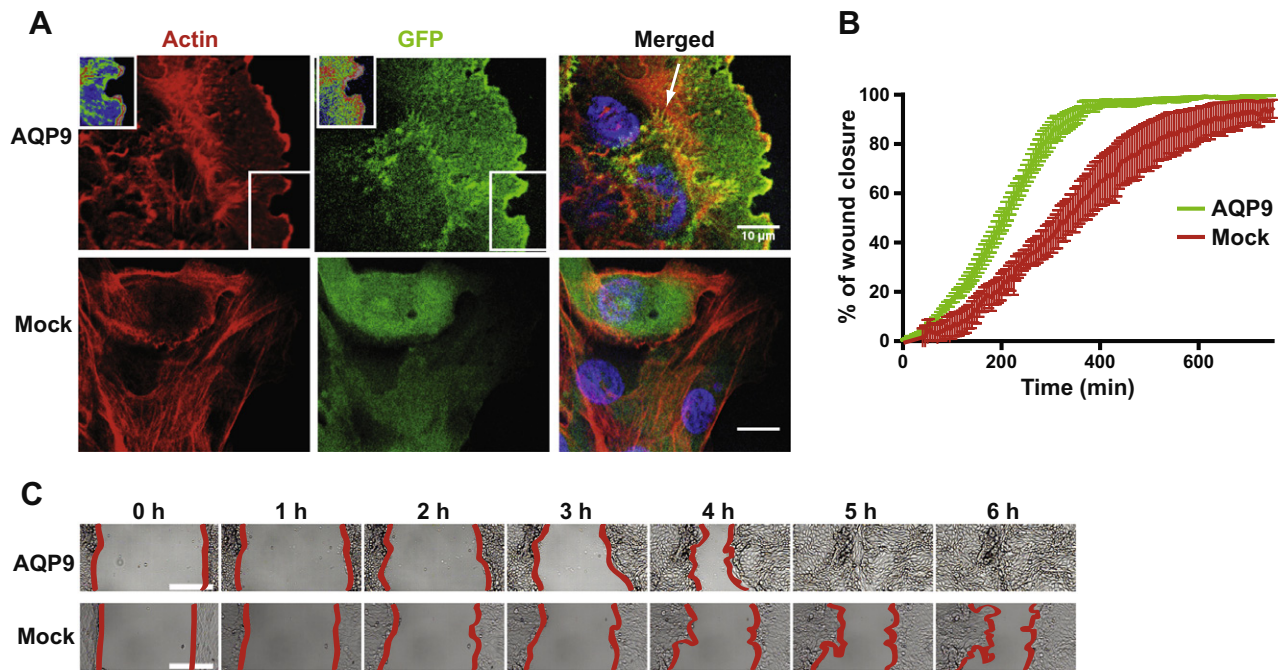 A
Actin GFP Merged
AQP9
10 µm
Mock
B
% of wound closure
100
80
60
40
20
0
AQP9
Mock
0 200 400 600
Time (min)
C
0 h 1 h 2 h 3 h 4 h 5 h 6 h
AQP9
Mock